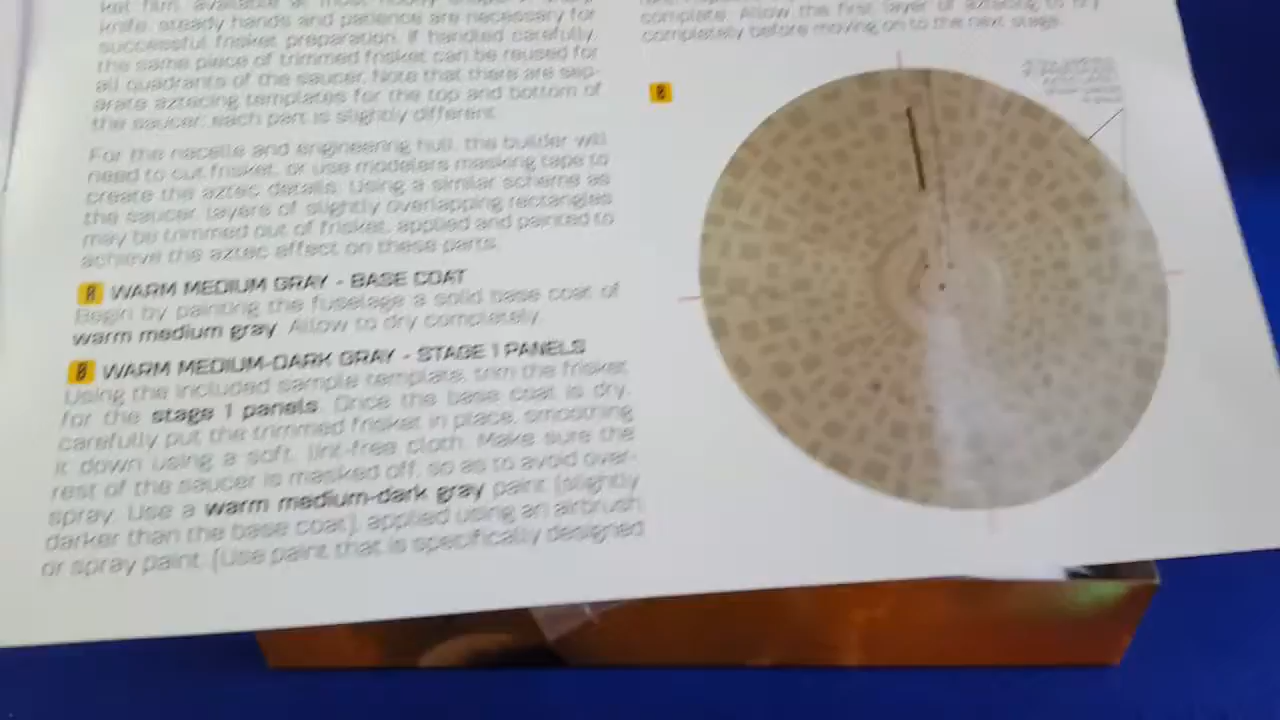 ket film, available at most hobby shops. A sharp
knife, steady hands and patience are necessary for
successful frisket preparation. If handled carefully,
the same piece of trimmed frisket can be reused for
all quadrants of the saucer. Note that there are sep-
arate aztecing templates for the top and bottom of
the saucer; each part is slightly different.
For the nacelle and engineering hull, the builder will
need to cut frisket, or use modelers masking tape to
create the aztec details. Using a similar scheme as
the saucer, layers of slightly overlapping rectangles
may be trimmed out of frisket, applied and painted to
achieve the aztec effect on these parts.
A WARM MEDIUM GRAY - BASE COAT
Begin by painting the fuselage a solid base coat of
warm medium gray. Allow to dry completely.
B WARM MEDIUM-DARK GRAY - STAGE 1 PANELS
Using the included sample template, trim the frisket
for the stage 1 panels. Once the base coat is dry,
carefully put the trimmed frisket in place, smoothing
it down using a soft, lint-free cloth. Make sure the
rest of the saucer is masked off, so as to avoid over-
spray. Use a warm medium-dark gray paint (slightly
darker than the base coat), applied using an airbrush
or spray paint. (Use paint that is specifically designed
complete. Allow the first layer of aztecing to dry
completely before moving on to the next stage.
B